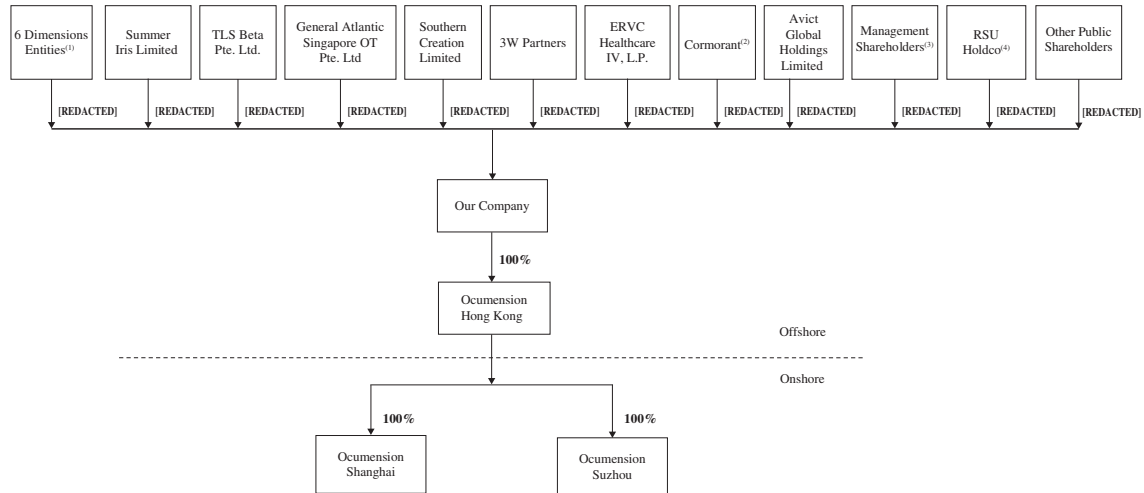 6 Dimensions
Entities(1)
Summer
Iris Limited
TLS Beta
Pte. Ltd.
General Atlantic
Singapore OT
Pte. Ltd
Southern
Creation
Limited
3W Partners
ERVC
Healthcare
IV, L.P.
Cormorant(2)
Avict
Global
Holdings
Limited
Management
Shareholders(3)
RSU
Holdco(4)
Other Public
Shareholders
[REDACTED]
[REDACTED]
[REDACTED]
[REDACTED]
[REDACTED]
[REDACTED]
[REDACTED]
[REDACTED]
[REDACTED]
[REDACTED]
[REDACTED]
[REDACTED]
Our Company
100%
Ocumension
Hong Kong
Offshore
Onshore
100%
100%
Ocumension
Shanghai
Ocumension
Suzhou